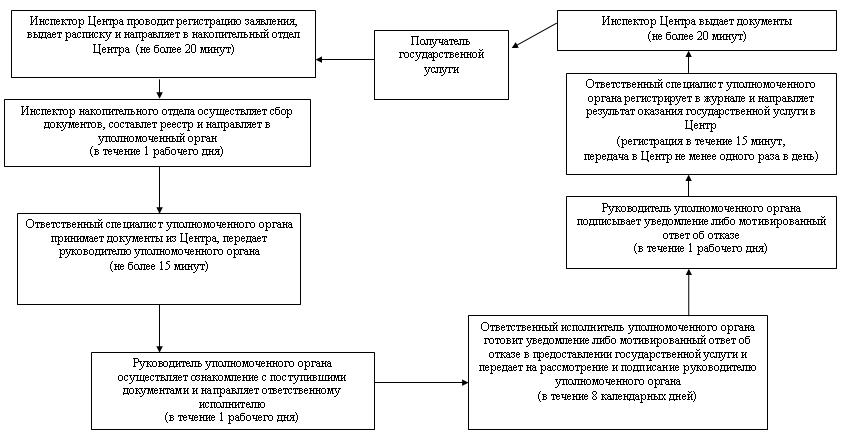 Инспектор Центра проводит регистрацию заявления,
выдает расписку и направляет в накопительный отдел
Центра (не более 20 минут)
Получатель
государственной
услуги
Инспектор Центра выдает документы
(не более 20 минут)
Инспектор накопительного отдела осуществляет сбор
документов, составлет реестр и направляет в
уполномоченный орган
(в течение 1 рабочего дня)
Ответственный специалист уполномоченного
органа регистрирует в журнале и направляет
результат оказания государственной услуги в
Центр
(регистрация в течение 15 минут,
передача в Центр не менее одного раза в день)
Ответственный специалист уполномоченного органа
принимает документы из Центра, передает
руководителю уполномоченного органа
(не более 15 минут)
Руководитель уполномоченного органа
подписывает уведомление либо мотивированный
ответ об отказе
(в течение 1 рабочего дня)
Руководитель уполномоченного органа
осуществляет ознакомление с поступившими
документами и направляет ответственному
исполнителю
(в течение 1 рабочего дня)
Ответственный исполнитель уполномоченного органа
готовит уведомление либо мотивированный ответ об
отказе в предоставлении государственной услуги и
передает на рассмотрение и подписание руководителю
уполномоченного органа
(в течение 8 календарных дней)